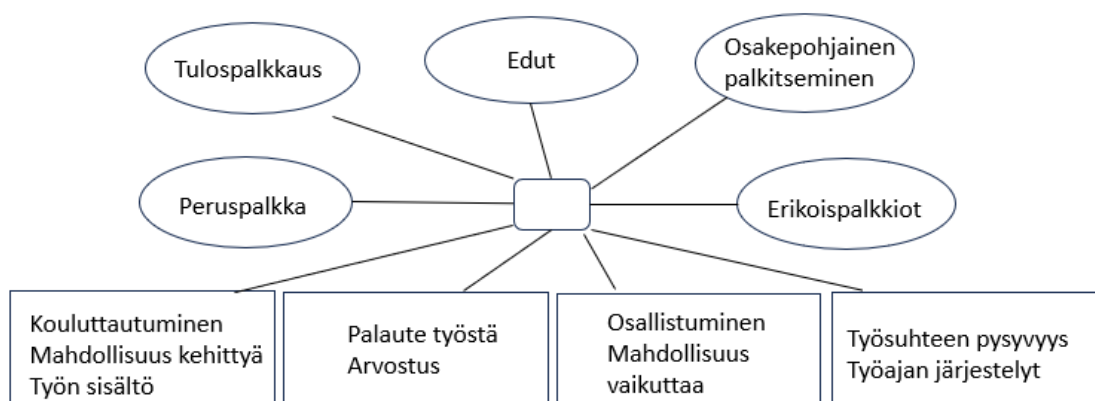 Tulospalkkaus
Edut
Osakepohjainen
palkitseminen
Peruspalkka
Erikoispalkkiot
Kouluttautuminen
Mahdollisuus kehittyä
Työn sisältö
Palaute työstä
Arvostus
Osallistuminen
Mahdollisuus
vaikuttaa
Työsuhteen pysyvyys
Työajan järjestelyt